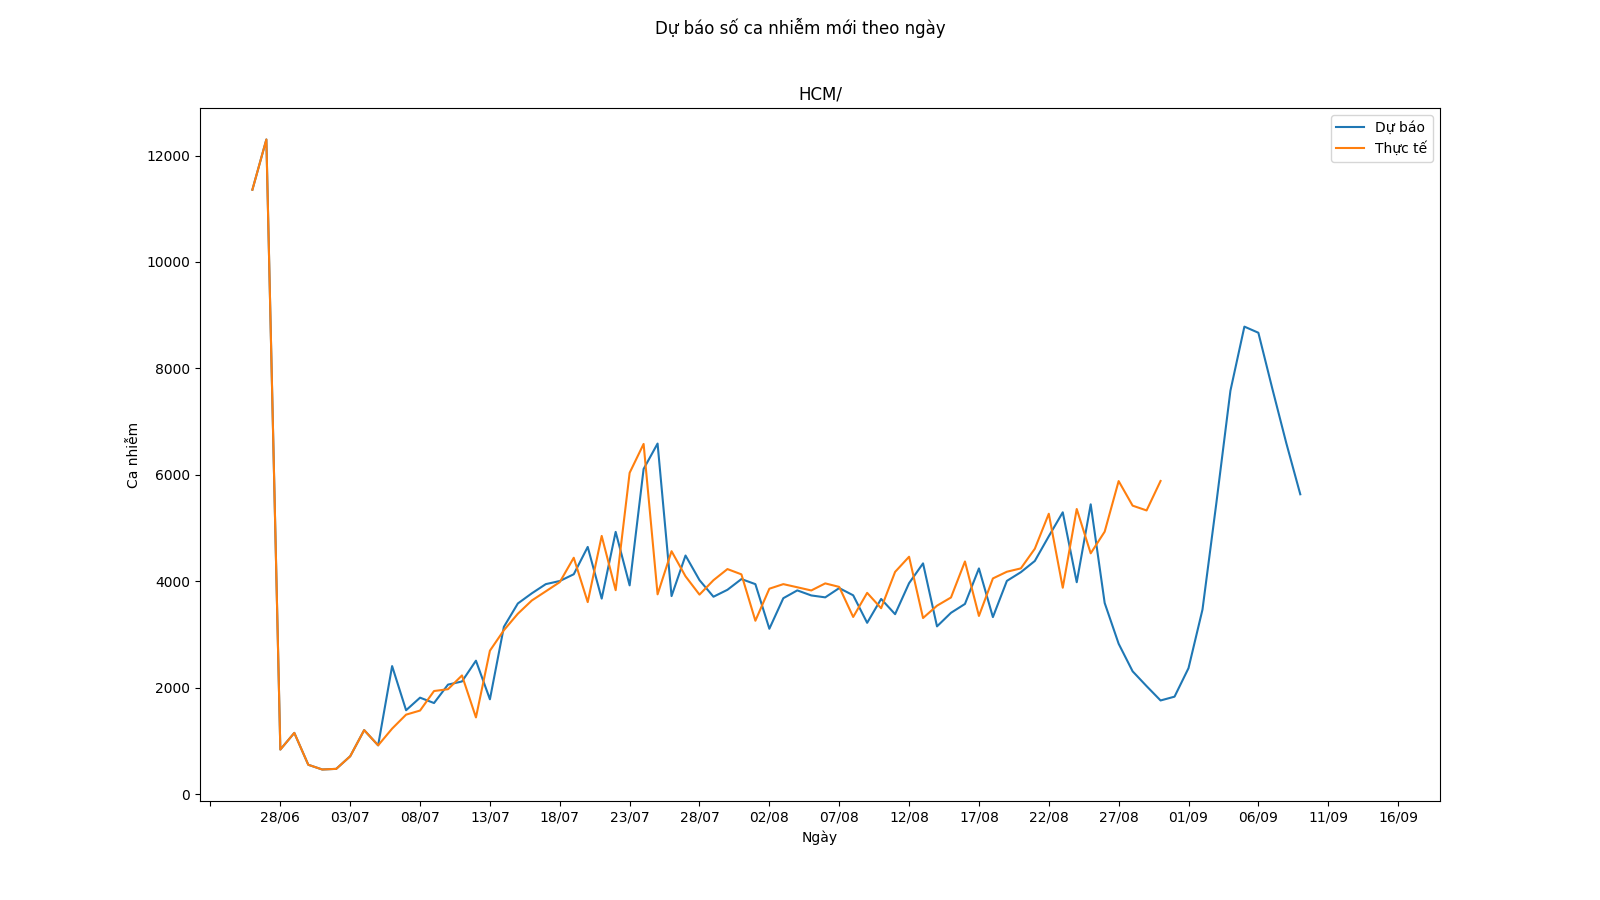 Dự báo số ca nhiễm mới theo ngày
HCM/
Dự báo
Thực tế
12000
10000
8000
6000
4000
2000
0
Ca nhiễm
28/06 03/07 08/07 13/07 18/07 23/07 28/07 02/08 07/08 12/08 17/08 22/08 27/08 01/09 06/09 11/09 16/09
Ngày